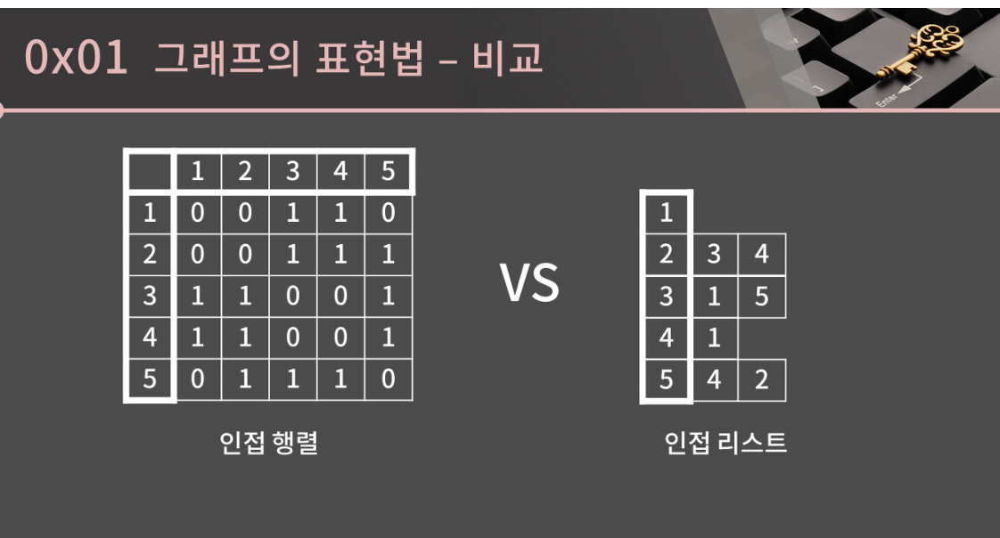 0x01 그래프의 표현법 – 비교
1 2 3 4 5
1 0 0 1 1 0
2 0 0 1 1 1
3 1 1 0 0 1
4 1 1 0 0 1
5 0 1 1 1 0
인접 행렬
VS
1
2 3 4
3 1 5
4 1
5 4 2
인접 리스트
Enter
]